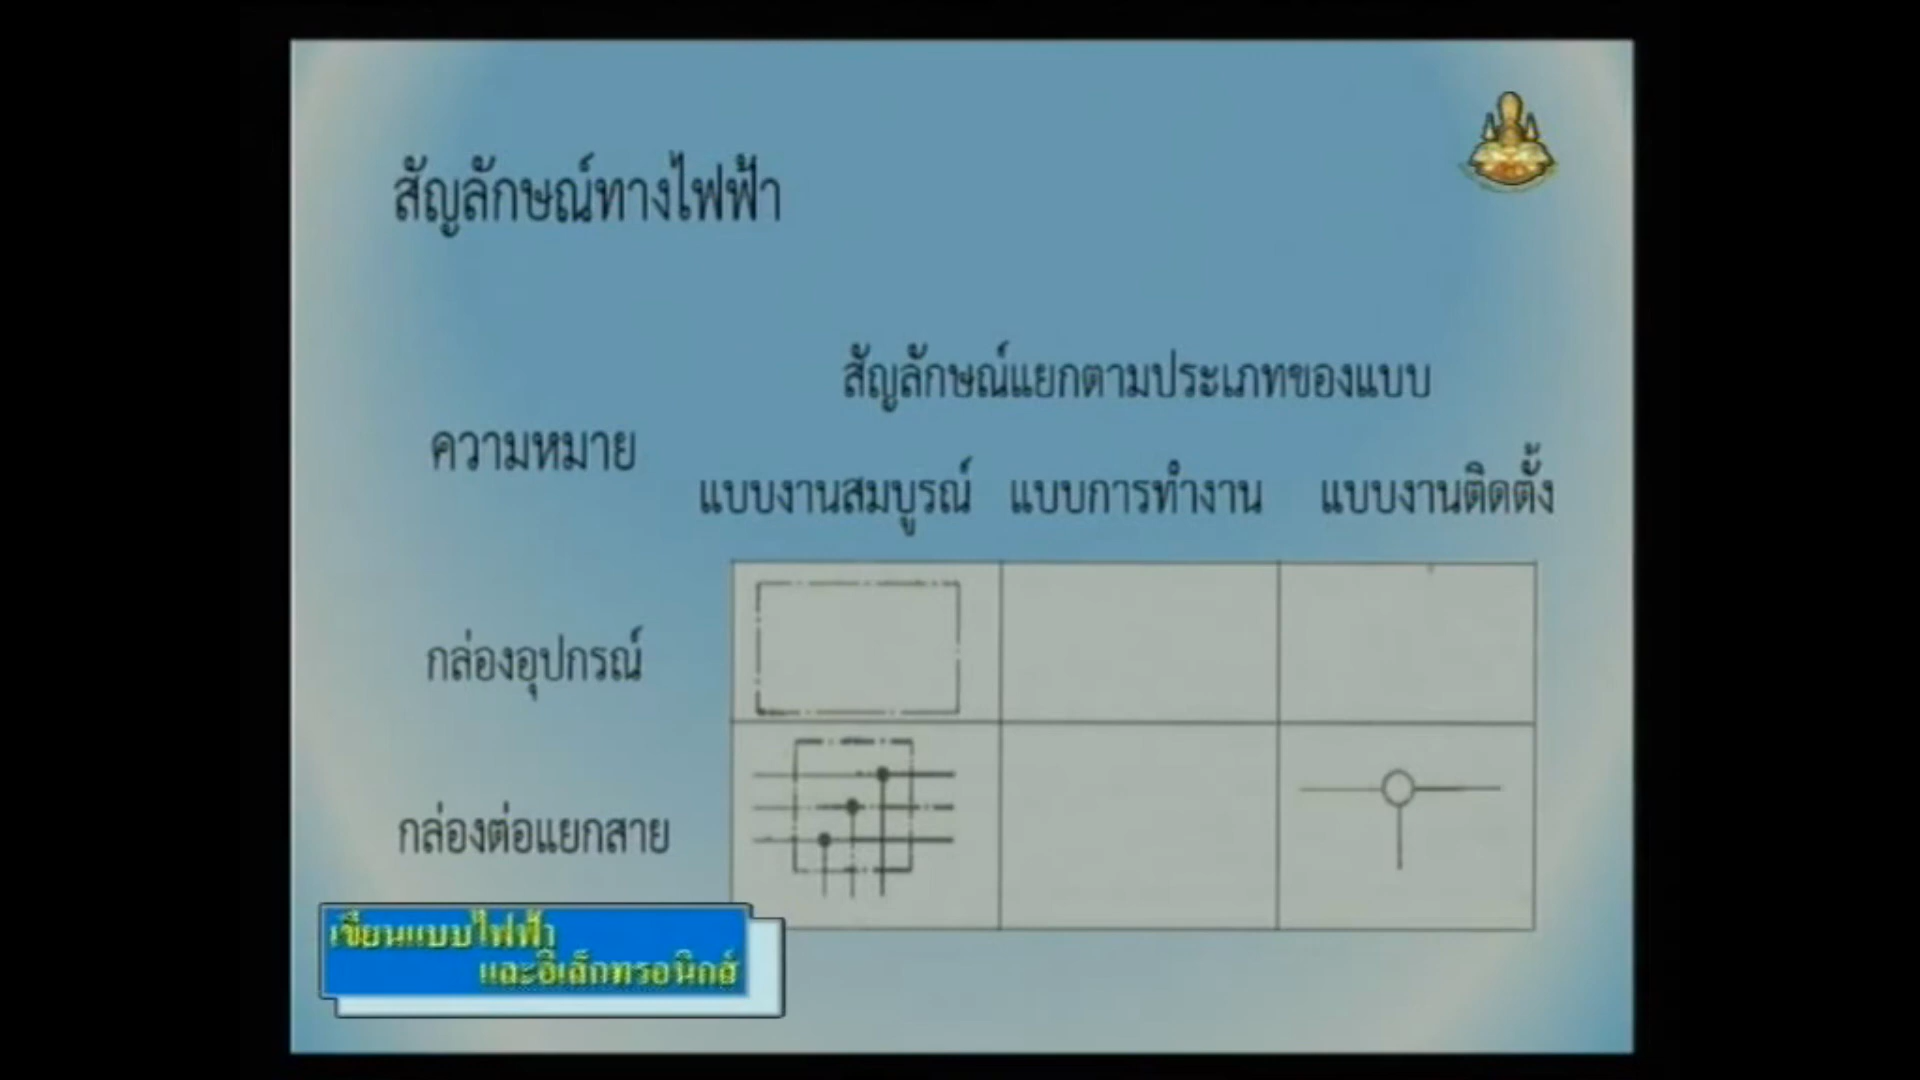 สัญลักษณ์ทางไฟฟ้า
สัญลักษณ์แยกตามประเภทของแบบ
ความหมาย
แบบงานสมบูรณ์ แบบการทำงาน แบบงานติดตั้ง
กล่องอุปกรณ์
กล่องต่อแยกสาย
เขียนแบบไฟฟ้า
และอิเล็กทรอนิกส์